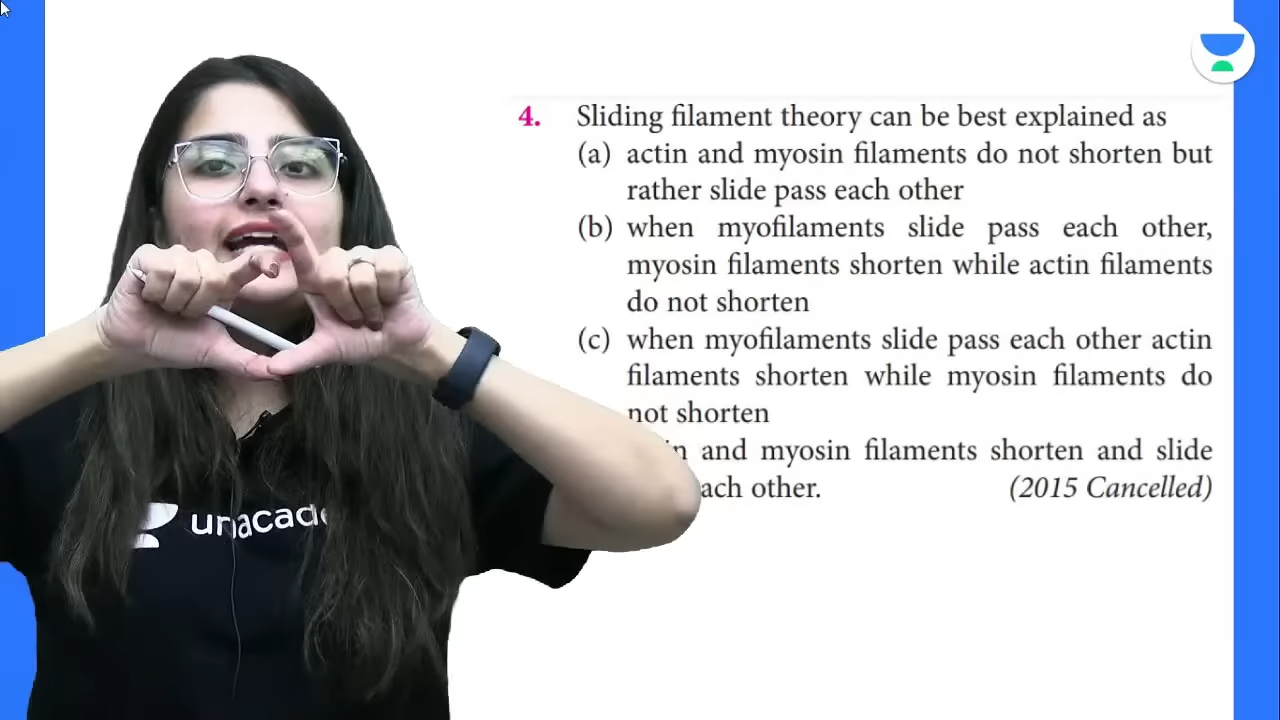 4. Sliding filament theory can be best explained as
(a) actin and myosin filaments do not shorten but
rather slide pass each other
(b) when myofilaments slide pass each other,
myosin filaments shorten while actin filaments
do not shorten
(c) when myofilaments slide pass each other actin
filaments shorten while myosin filaments do
not shorten
and myosin filaments shorten and slide
other. (2015 Cancelled)